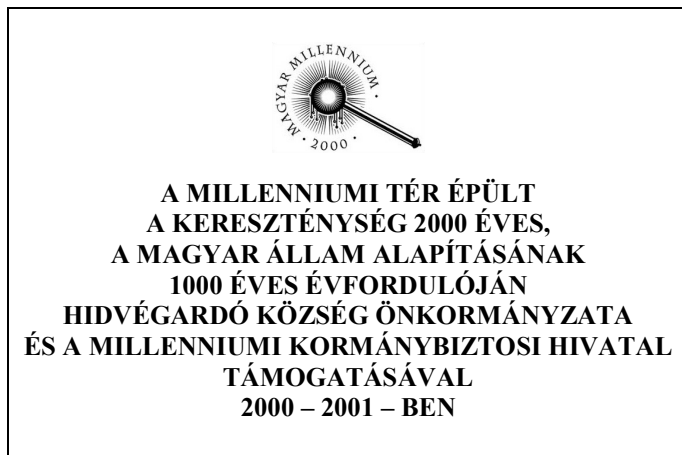 MAGYAR MILLENNIUM · 2000 ·
A MILLENNIUMI TÉR ÉPÜLT
A KERESZTÉNYSÉG 2000 ÉVES,
A MAGYAR ÁLLAM ALAPÍTÁSÁNAK
1000 ÉVES ÉVFORDULÓJÁN
HIDVÉGARDÓ KÖZSÉG ÖNKORMÁNYZATA
ÉS A MILLENNIUMI KORMÁNYBIZTOSI HIVATAL
TÁMOGATÁSÁVAL
2000 – 2001 – BEN